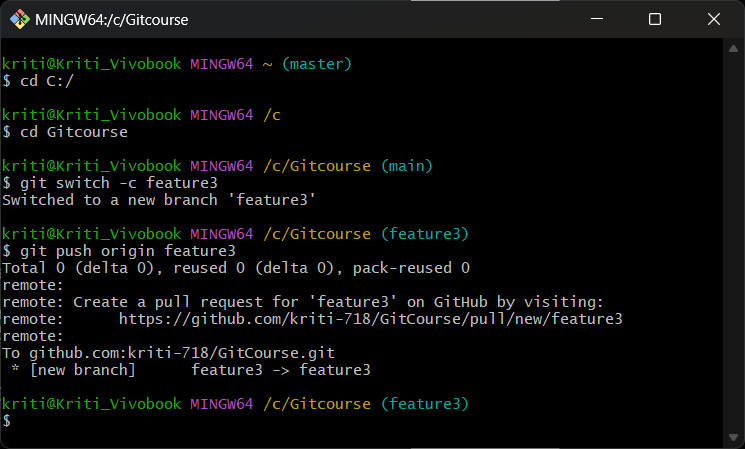 MINGW64:/c/Gitcourse
kriti@Kriti_Vivobook MINGW64 ~ (master)
$ cd C:/
kriti@Kriti_Vivobook MINGW64 /c
$ cd Gitcourse
kriti@Kriti_Vivobook MINGW64 /c/Gitcourse (main)
$ git switch -c feature3
Switched to a new branch 'feature3'
kriti@Kriti_Vivobook MINGW64 /c/Gitcourse (feature3)
$ git push origin feature3
Total 0 (delta 0), reused 0 (delta 0), pack-reused 0
remote:
remote: Create a pull request for 'feature3' on GitHub by visiting:
remote:      https://github.com/kriti-718/GitCourse/pull/new/feature3
remote:
To github.com:kriti-718/GitCourse.git
 * [new branch]      feature3 -> feature3
kriti@Kriti_Vivobook MINGW64 /c/Gitcourse (feature3)
$